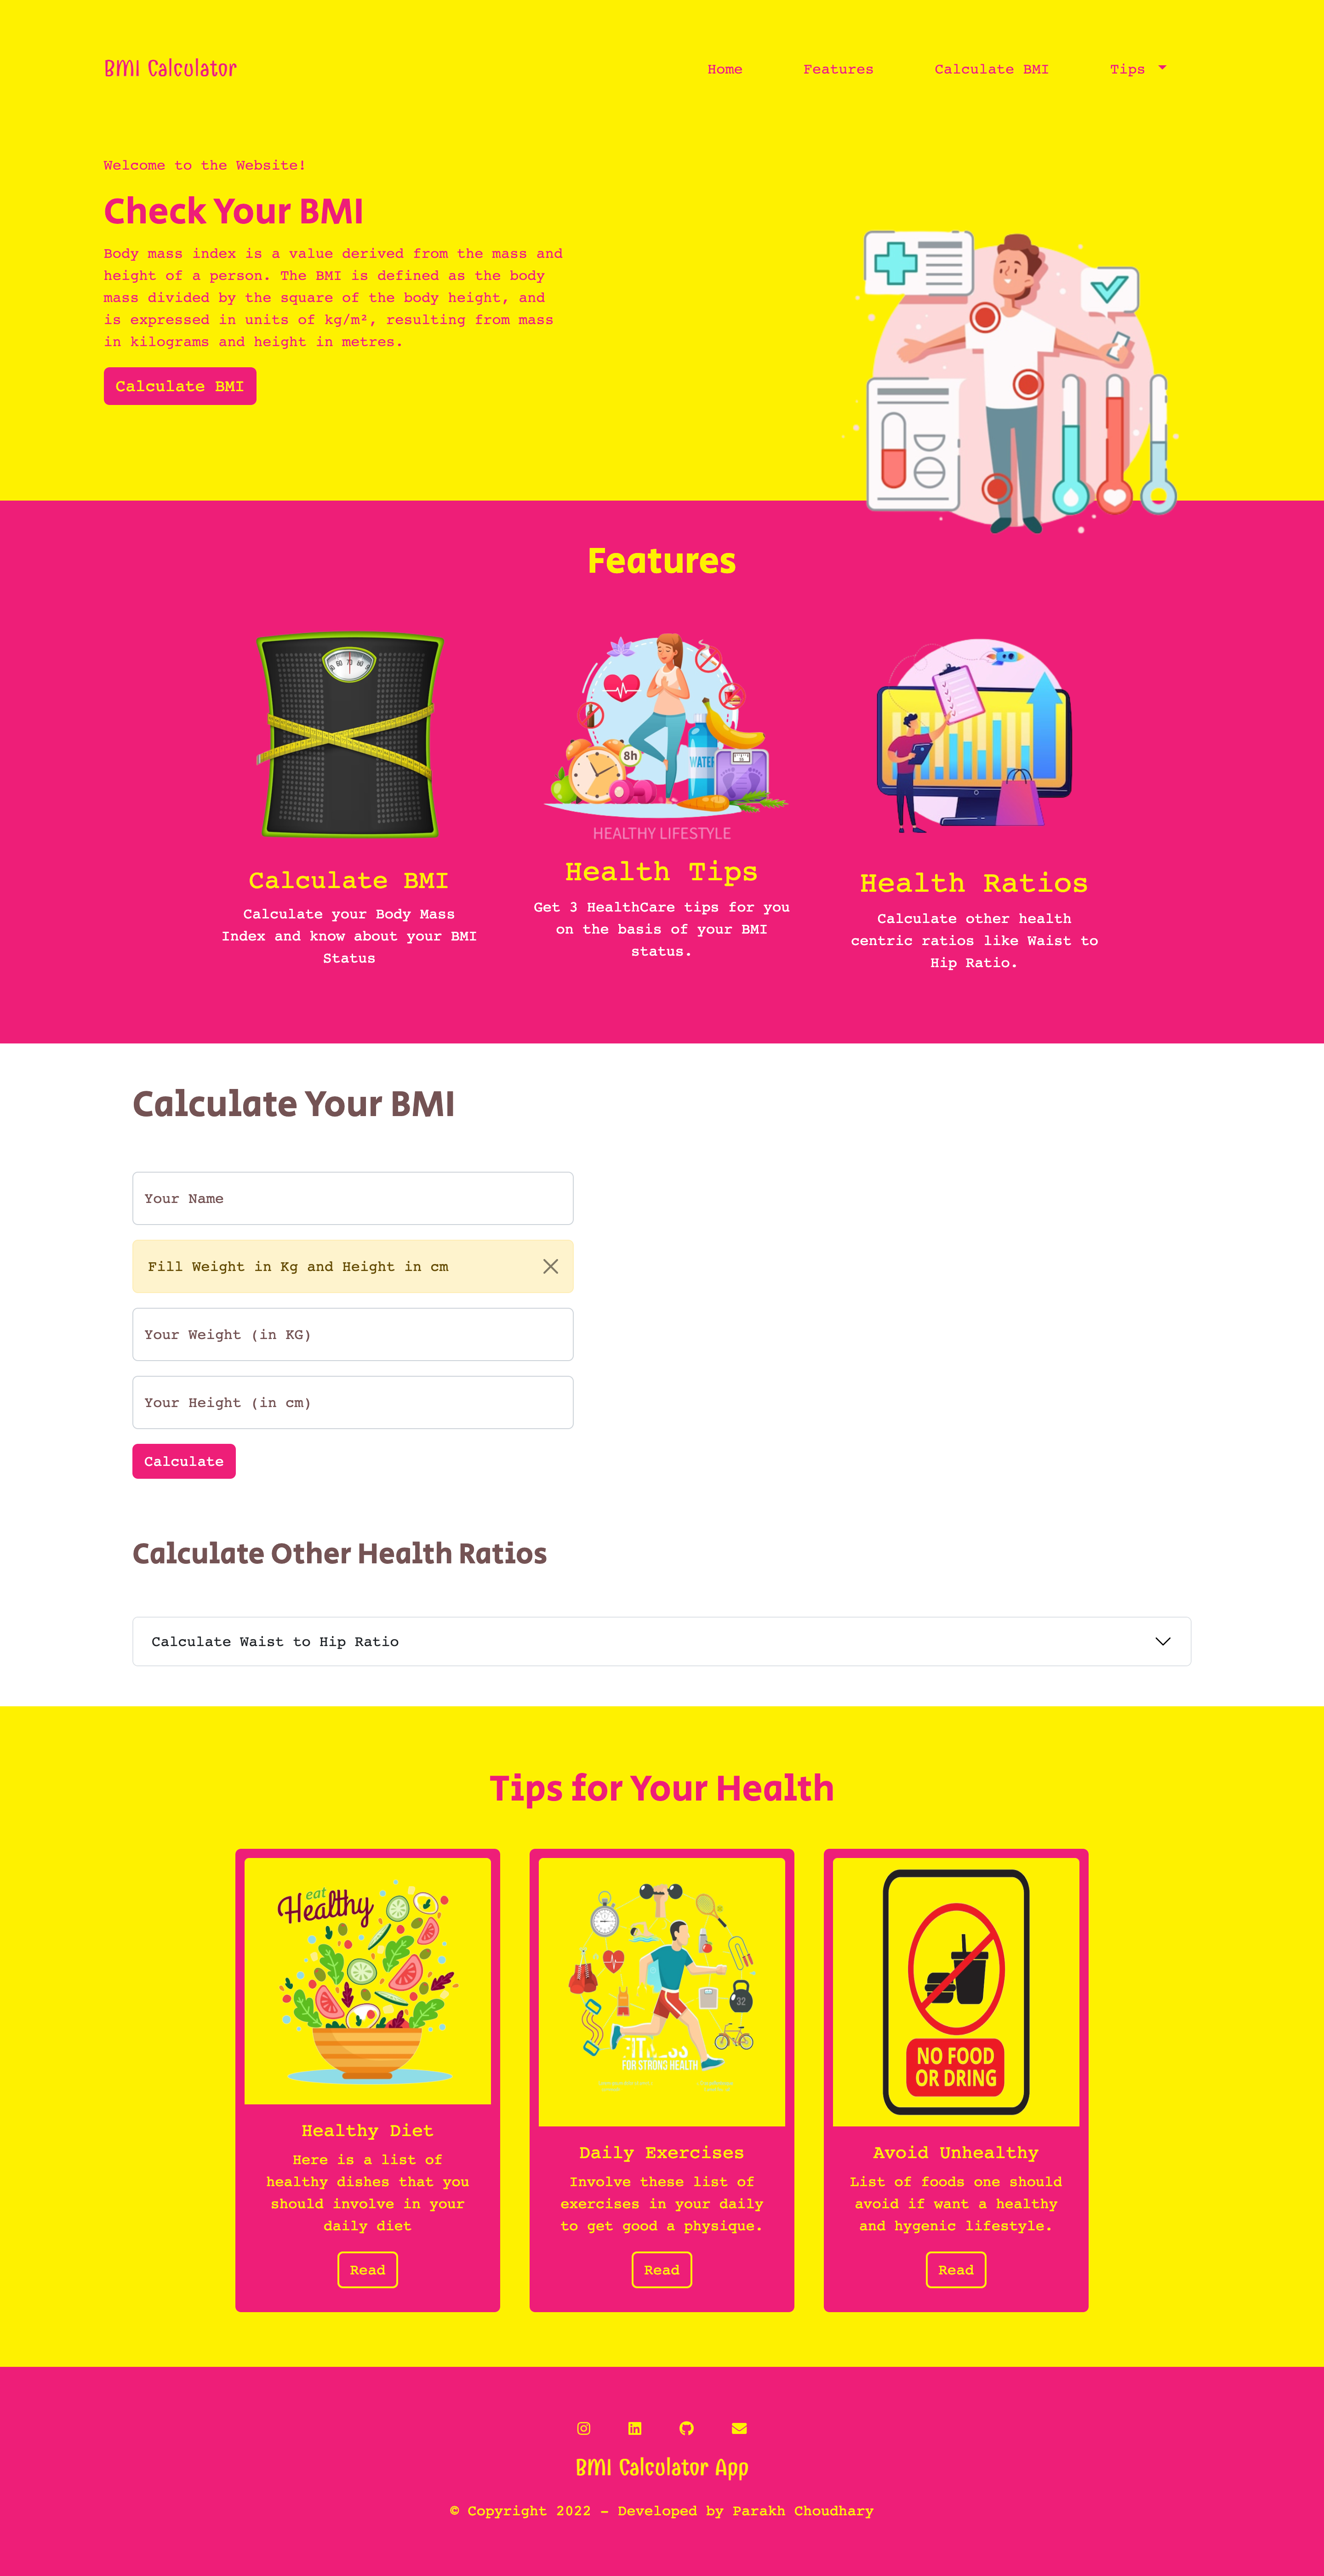 BMI Calculator
Home
Features
Calculate BMI
Tips
Welcome to the Website!
Check Your BMI
Body mass index is a value derived from the mass and
height of a person. The BMI is defined as the body
mass divided by the square of the body height, and
is expressed in units of kg/m², resulting from mass
in kilograms and height in metres.
Calculate BMI
Features
60 70 80
8h
WATER
HEALTHY LIFESTYLE
Calculate BMI
Calculate your Body Mass
Index and know about your BMI
Status
Health Tips
Get 3 HealthCare tips for you
on the basis of your BMI
status.
Health Ratios
Calculate other health
centric ratios like Waist to
Hip Ratio.
Calculate Your BMI
Your Name
Fill Weight in Kg and Height in cm
Your Weight (in KG)
Your Height (in cm)
Calculate
Calculate Other Health Ratios
Calculate Waist to Hip Ratio
Tips for Your Health
eat
Healthy
Healthy Diet
Here is a list of
healthy dishes that you
should involve in your
daily diet
Read
32
FITNESS
FOR STRONG HEALTH
Daily Exercises
Involve these list of
exercises in your daily
to get good a physique.
Read
NO FOOD
OR DRING
Avoid Unhealthy
List of foods one should
avoid if want a healthy
and hygenic lifestyle.
Read
BMI Calculator App
© Copyright 2022 - Developed by Parakh Choudhary